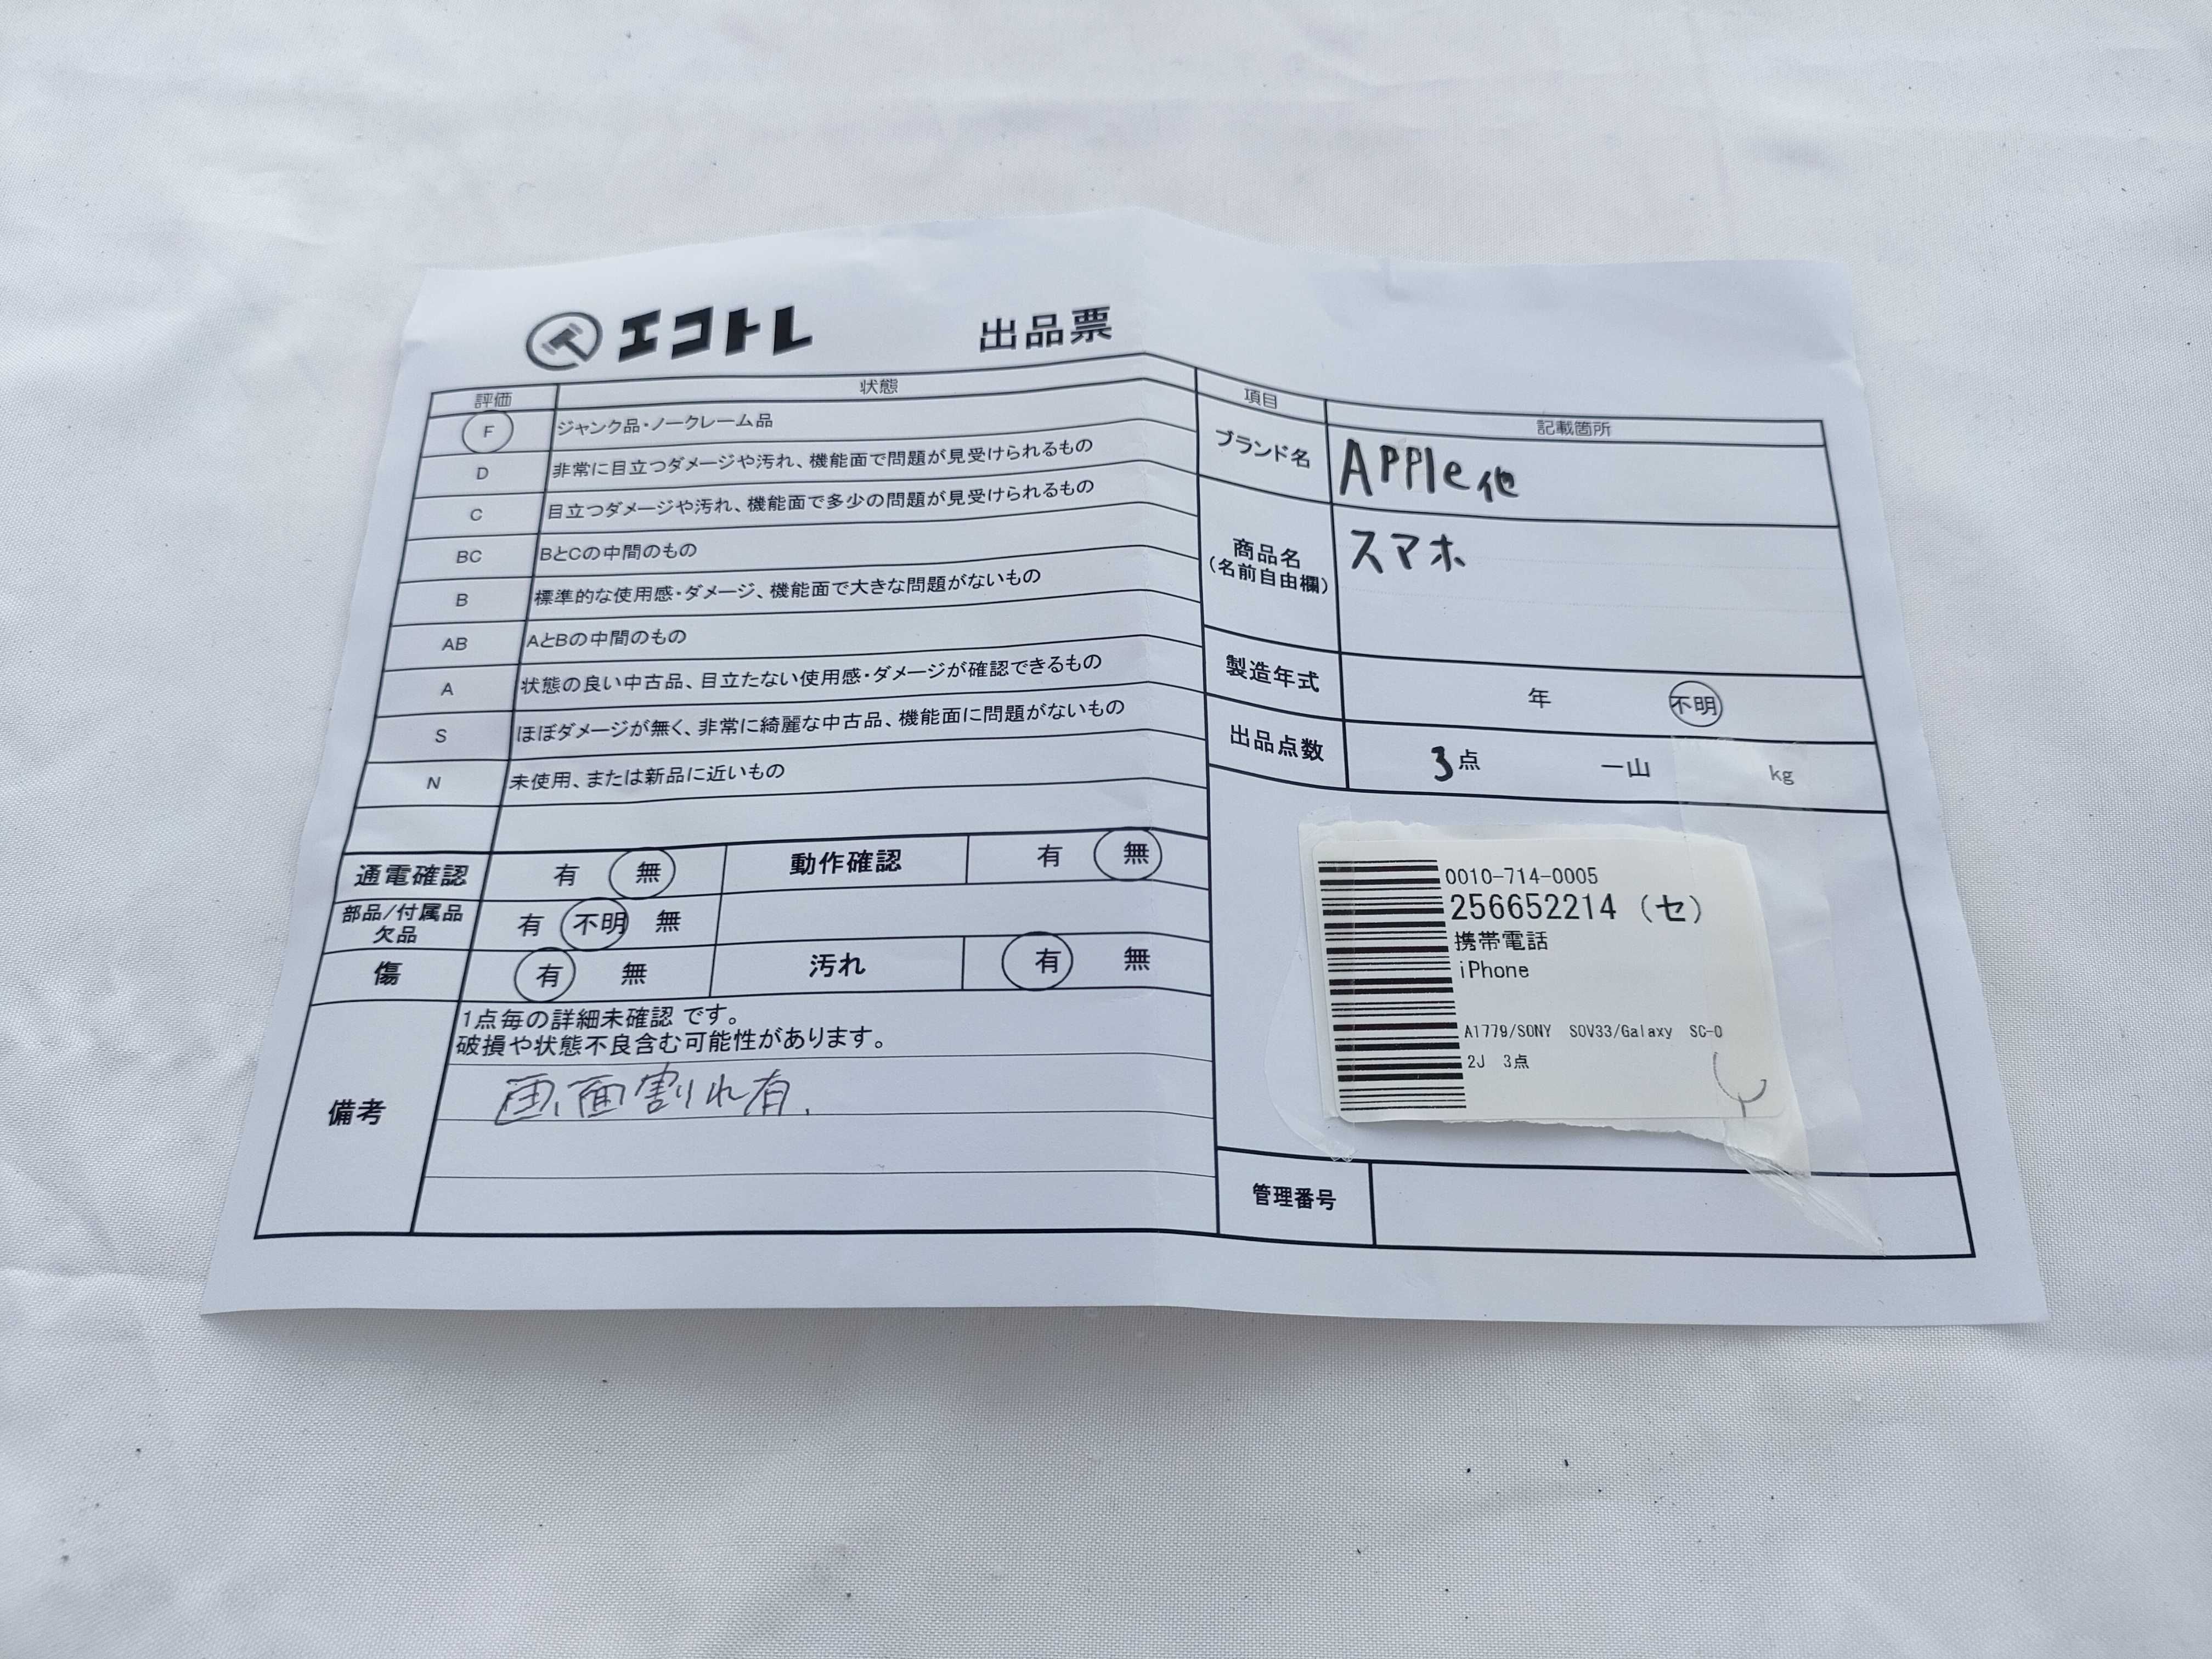 エコトレ 出品票
評価 状態
F ジャンク品・ノークレーム品
D 非常に目立つダメージや汚れ、機能面で問題が見受けられるもの
C 目立つダメージや汚れ、機能面で多少の問題が見受けられるもの
BC BとCの中間のもの
B 標準的な使用感・ダメージ、機能面で大きな問題がないもの
AB AとBの中間のもの
A 状態の良い中古品、目立たない使用感・ダメージが確認できるもの
S ほぼダメージが無く、非常に綺麗な中古品、機能面に問題がないもの
N 未使用、または新品に近いもの
通電確認 有 無 動作確認 有 無
部品/付属品
欠品 有 不明 無
傷 有 無 汚れ 有 無
備考
1点毎の詳細未確認 です。
破損や状態不良含む可能性があります。
画面割れ有.
項目 記載箇所
ブランド名 Apple他
商品名
(名前自由欄)
スマホ
製造年式 年 不明
出品点数 3点 一山 kg
0010-714-0005
256652214 (セ)
携帯電話
iPhone
A1779/SONY SOV33/Galaxy SC-0
2J 3点
管理番号